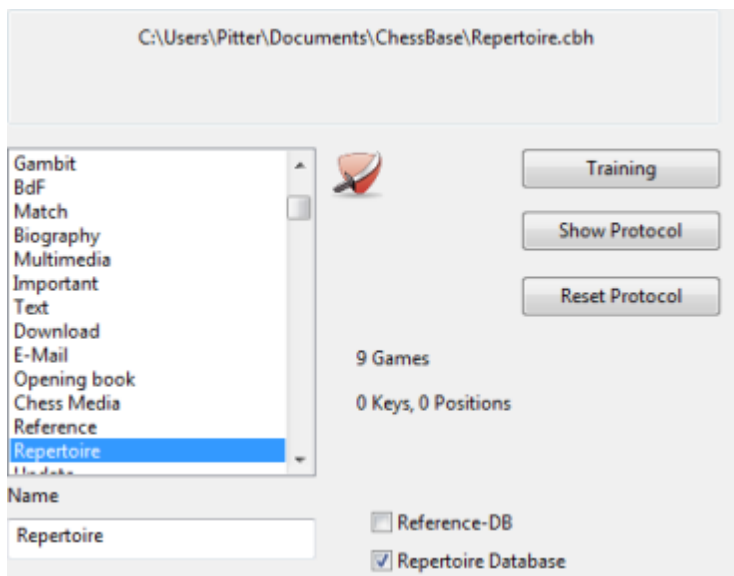 C:\Users\Pitter\Documents\ChessBase\Repertoire.cbh
Gambit
BdF
Match
Biography
Multimedia
Important
Text
Download
E-Mail
Opening book
Chess Media
Reference
Repertoire
Update
Name
Repertoire
Training
Show Protocol
Reset Protocol
9 Games
0 Keys, 0 Positions
Reference-DB
Repertoire Database